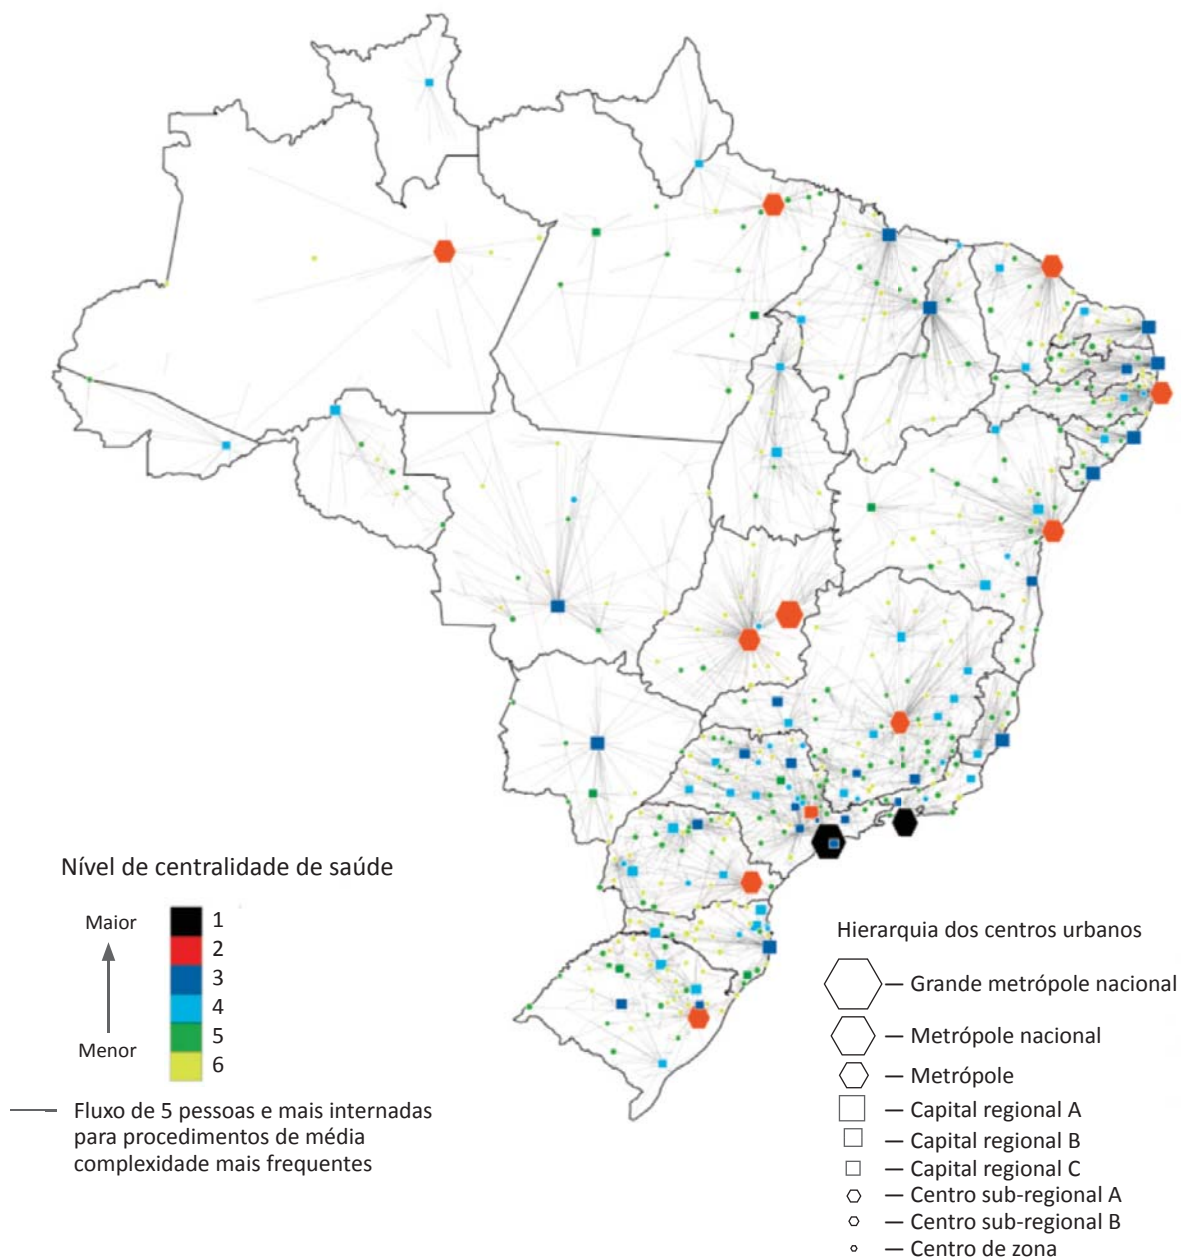 Nível de centralidade de saúde
Maior
Menor
1
2
3
4
5
6
Fluxo de 5 pessoas e mais internadas
para procedimentos de média
complexidade mais frequentes
Hierarquia dos centros urbanos
— Grande metrópole nacional
— Metrópole nacional
— Metrópole
— Capital regional A
— Capital regional B
— Capital regional C
— Centro sub-regional A
— Centro sub-regional B
— Centro de zona